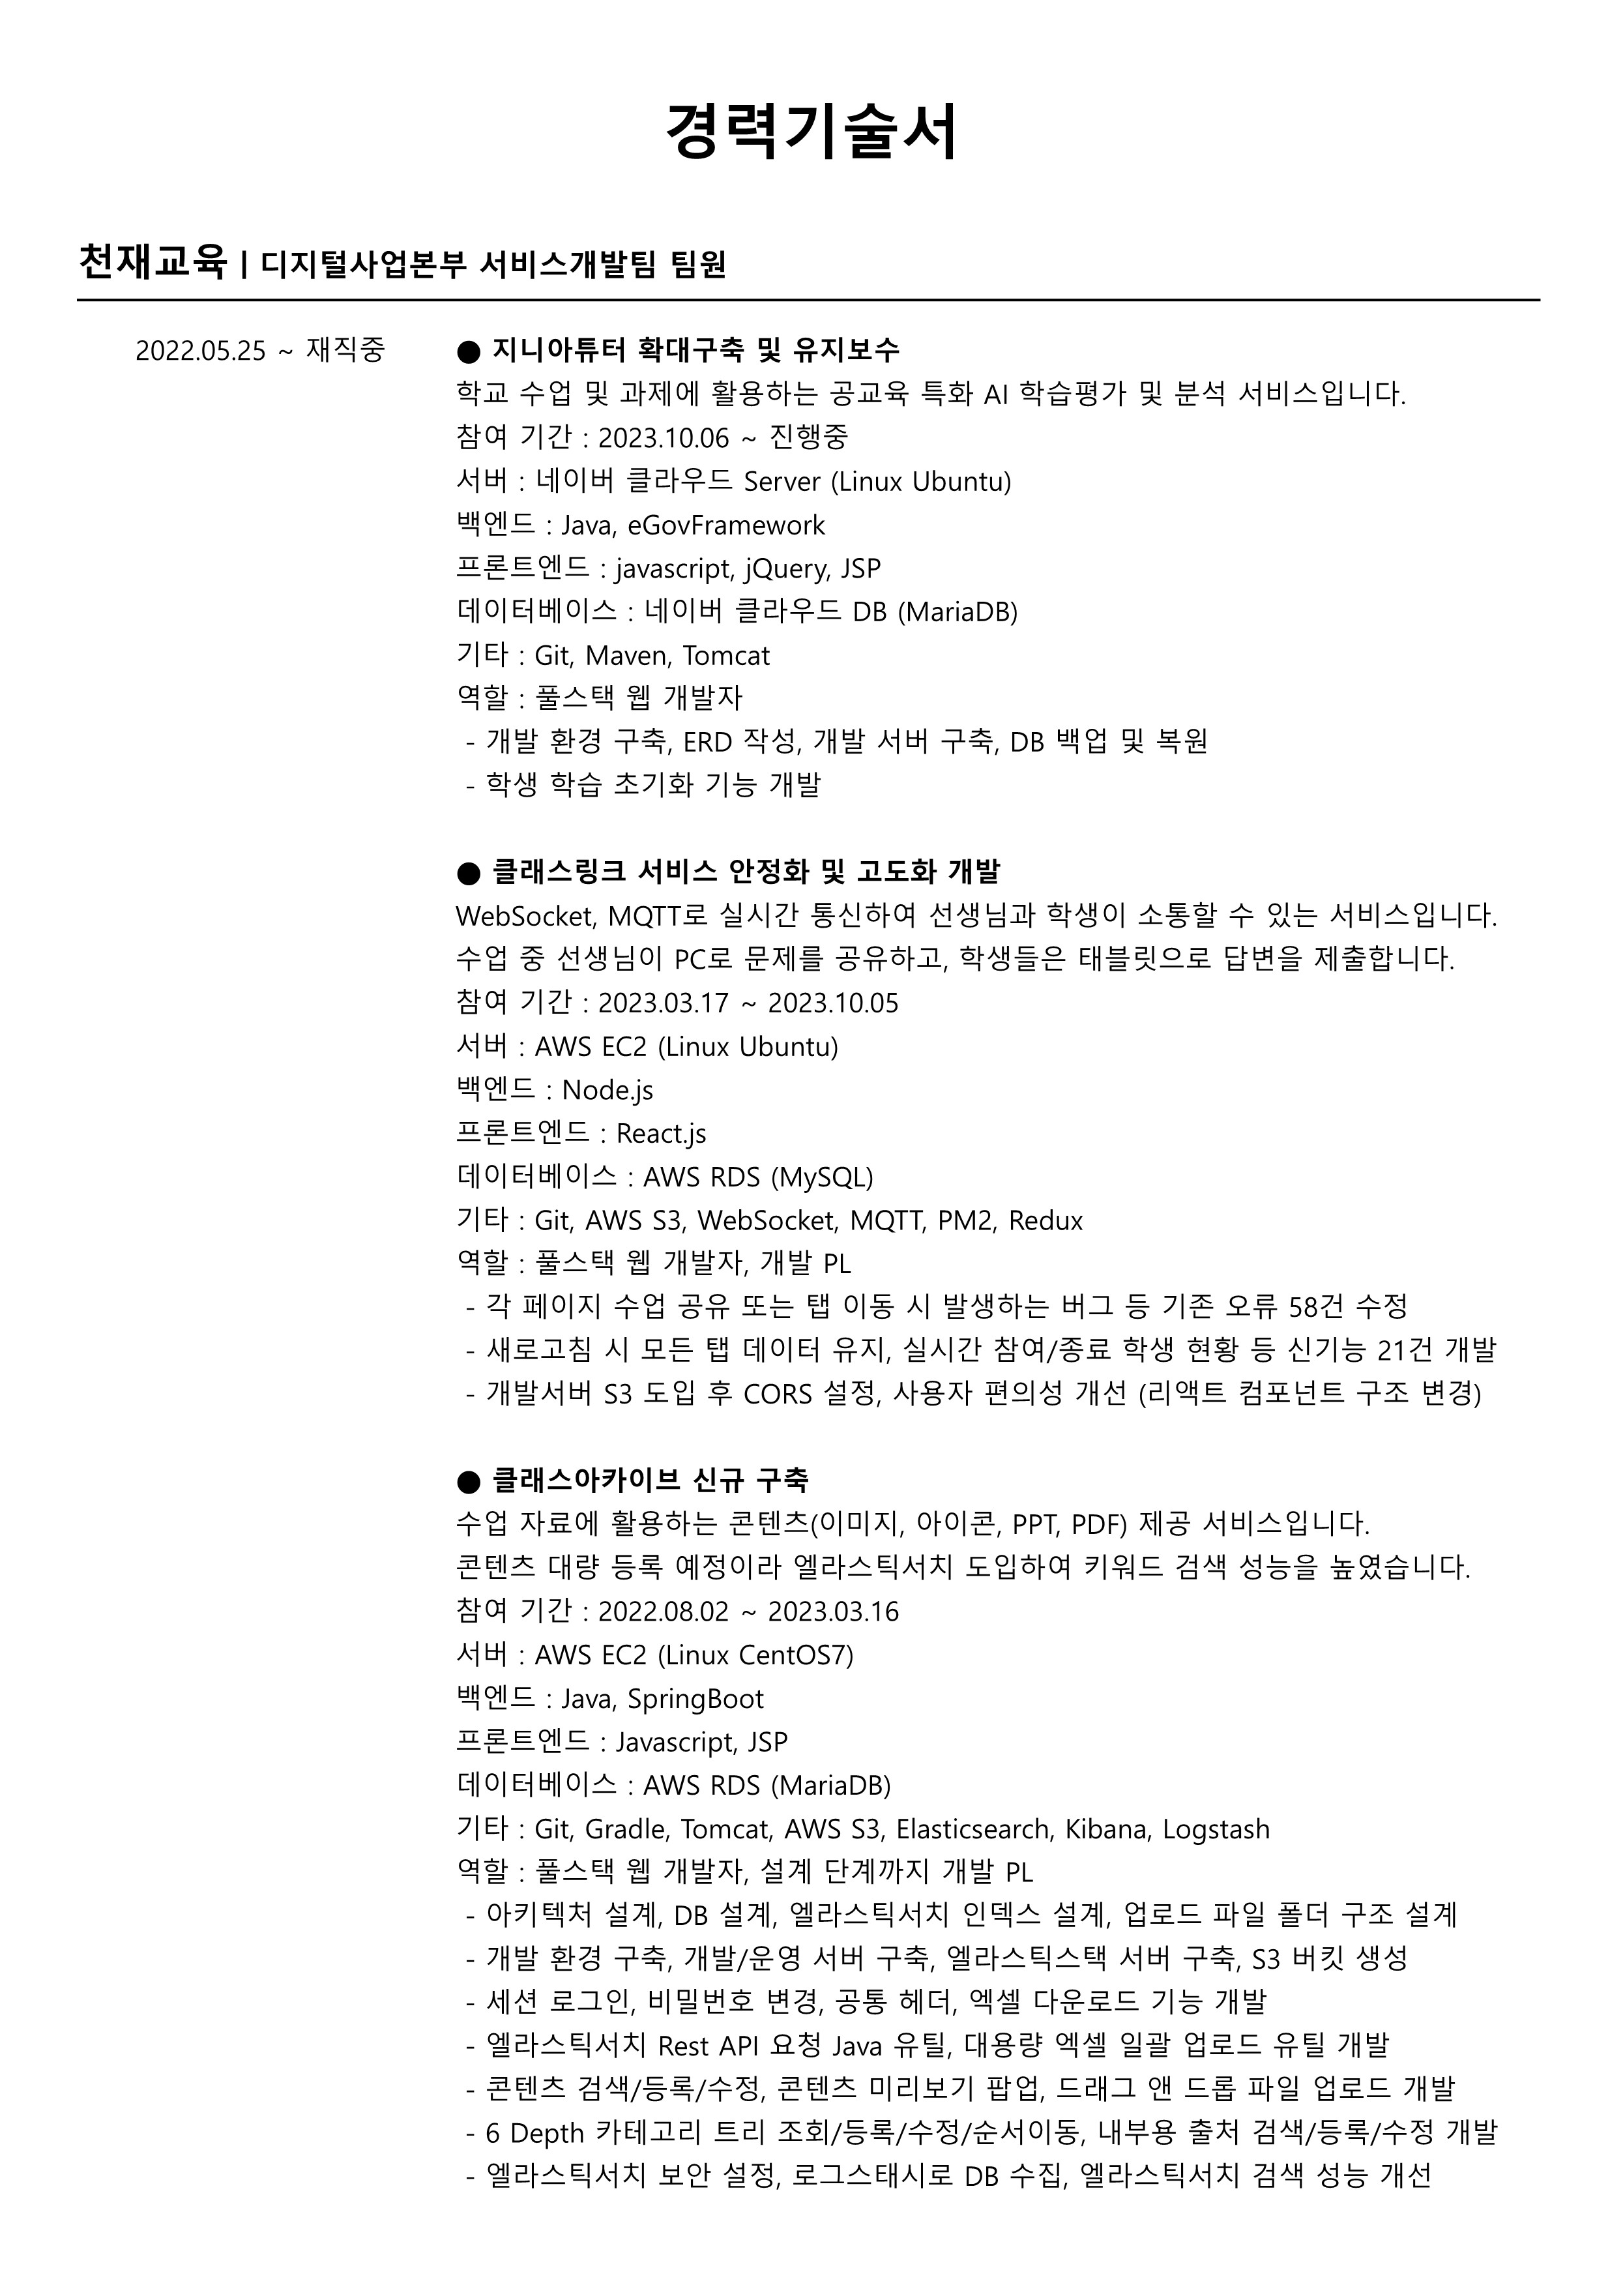 경력기술서
천재교육 | 디지털사업본부 서비스개발팀 팀원
2022.05.25 ~ 재직중
● 지니아튜터 확대구축 및 유지보수
학교 수업 및 과제에 활용하는 공교육 특화 AI 학습평가 및 분석 서비스입니다.
참여 기간 : 2023.10.06 ~ 진행중
서버 : 네이버 클라우드 Server (Linux Ubuntu)
백엔드 : Java, eGovFramework
프론트엔드 : javascript, jQuery, JSP
데이터베이스 : 네이버 클라우드 DB (MariaDB)
기타 : Git, Maven, Tomcat
역할 : 풀스택 웹 개발자
- 개발 환경 구축, ERD 작성, 개발 서버 구축, DB 백업 및 복원
- 학생 학습 초기화 기능 개발
● 클래스링크 서비스 안정화 및 고도화 개발
WebSocket, MQTT로 실시간 통신하여 선생님과 학생이 소통할 수 있는 서비스입니다.
수업 중 선생님이 PC로 문제를 공유하고, 학생들은 태블릿으로 답변을 제출합니다.
참여 기간 : 2023.03.17 ~ 2023.10.05
서버 : AWS EC2 (Linux Ubuntu)
백엔드 : Node.js
프론트엔드 : React.js
데이터베이스 : AWS RDS (MySQL)
기타 : Git, AWS S3, WebSocket, MQTT, PM2, Redux
역할 : 풀스택 웹 개발자, 개발 PL
- 각 페이지 수업 공유 또는 탭 이동 시 발생하는 버그 등 기존 오류 58건 수정
- 새로고침 시 모든 탭 데이터 유지, 실시간 참여/종료 학생 현황 등 신기능 21건 개발
- 개발서버 S3 도입 후 CORS 설정, 사용자 편의성 개선 (리액트 컴포넌트 구조 변경)
● 클래스아카이브 신규 구축
수업 자료에 활용하는 콘텐츠(이미지, 아이콘, PPT, PDF) 제공 서비스입니다.
콘텐츠 대량 등록 예정이라 엘라스틱서치 도입하여 키워드 검색 성능을 높였습니다.
참여 기간 : 2022.08.02 ~ 2023.03.16
서버 : AWS EC2 (Linux CentOS7)
백엔드 : Java, SpringBoot
프론트엔드 : Javascript, JSP
데이터베이스 : AWS RDS (MariaDB)
기타 : Git, Gradle, Tomcat, AWS S3, Elasticsearch, Kibana, Logstash
역할 : 풀스택 웹 개발자, 설계 단계까지 개발 PL
- 아키텍처 설계, DB 설계, 엘라스틱서치 인덱스 설계, 업로드 파일 폴더 구조 설계
- 개발 환경 구축, 개발/운영 서버 구축, 엘라스틱스택 서버 구축, S3 버킷 생성
- 세션 로그인, 비밀번호 변경, 공통 헤더, 엑셀 다운로드 기능 개발
- 엘라스틱서치 Rest API 요청 Java 유틸, 대용량 엑셀 일괄 업로드 유틸 개발
- 콘텐츠 검색/등록/수정, 콘텐츠 미리보기 팝업, 드래그 앤 드롭 파일 업로드 개발
- 6 Depth 카테고리 트리 조회/등록/수정/순서이동, 내부용 출처 검색/등록/수정 개발
- 엘라스틱서치 보안 설정, 로그스태시로 DB 수집, 엘라스틱서치 검색 성능 개선